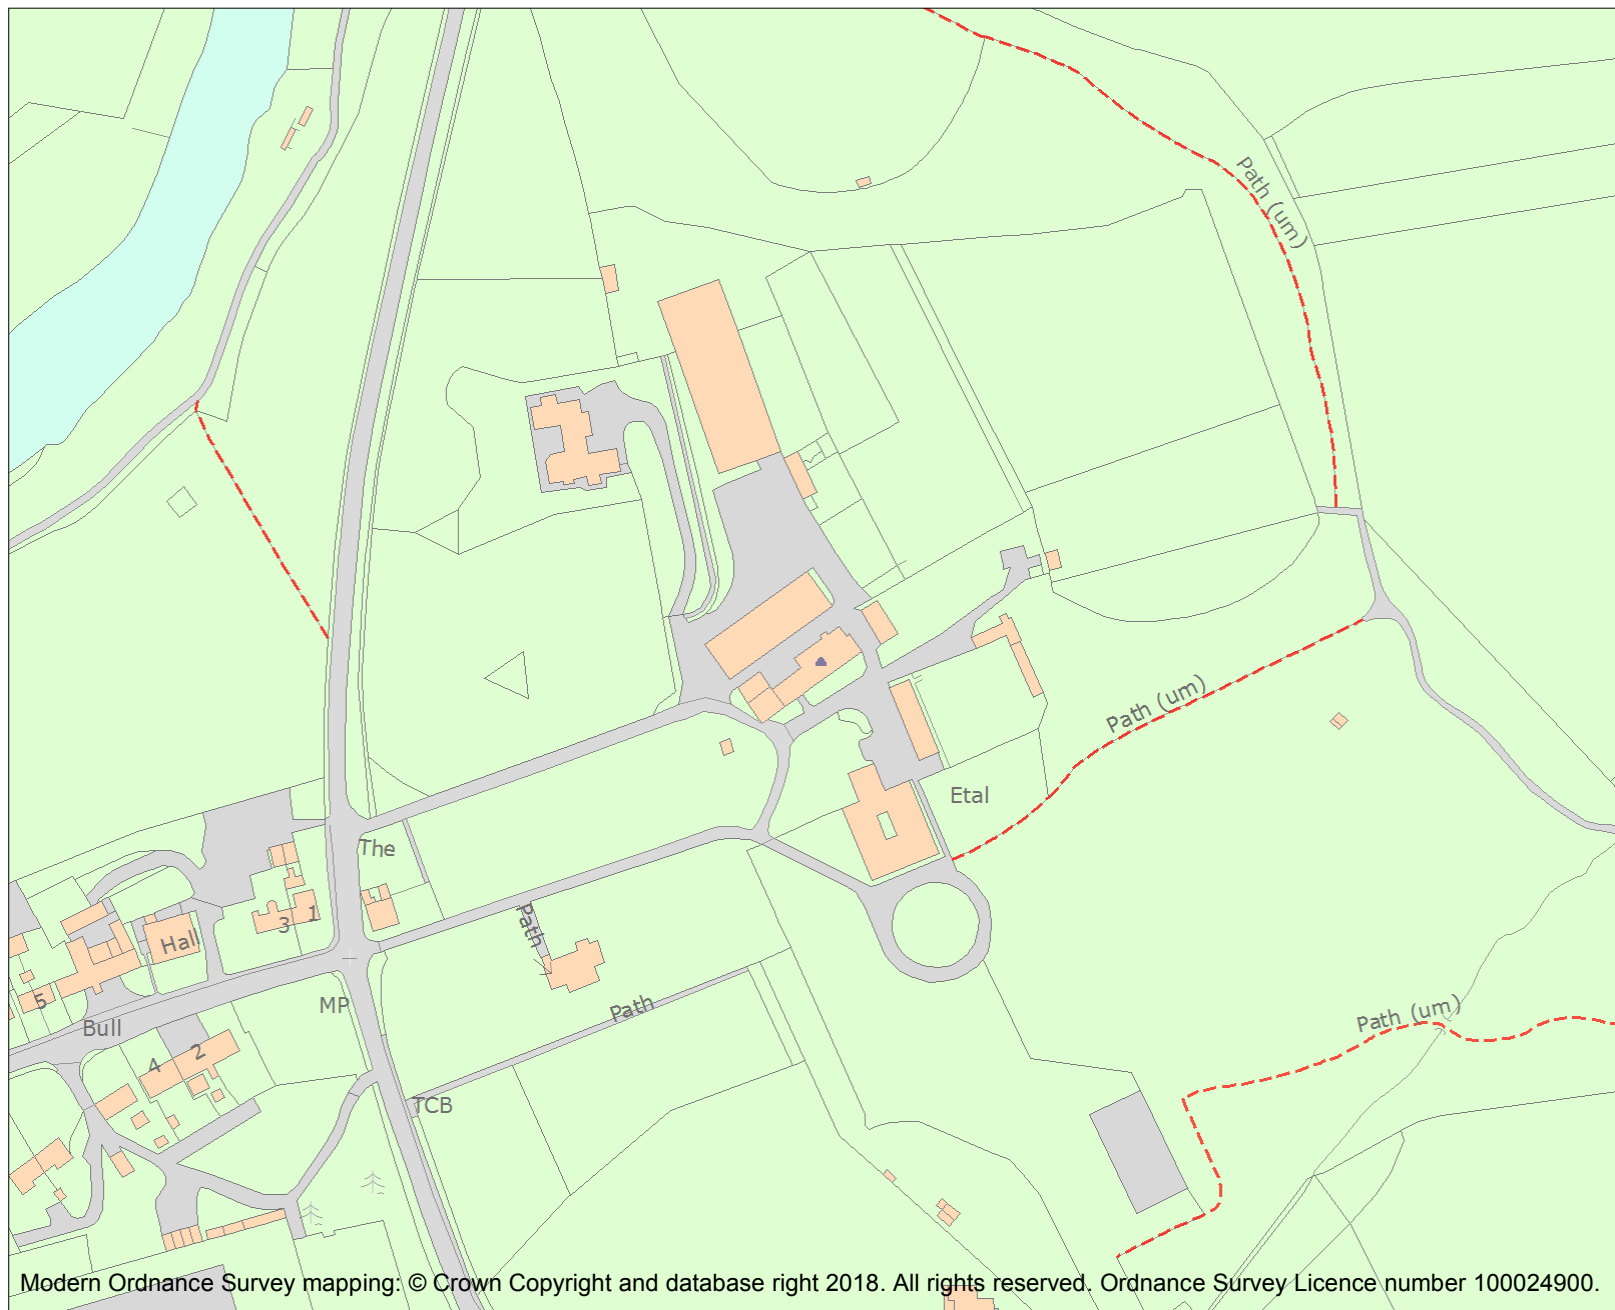 Path (um)
Path (um)
Etal
The
Path
3
1
Hall
5
MP
Path
Bull
Path (um)
4
2
TCB
Modern Ordnance Survey mapping: © Crown Copyright and database right 2018. All rights reserved. Ordnance Survey Licence number 100024900.